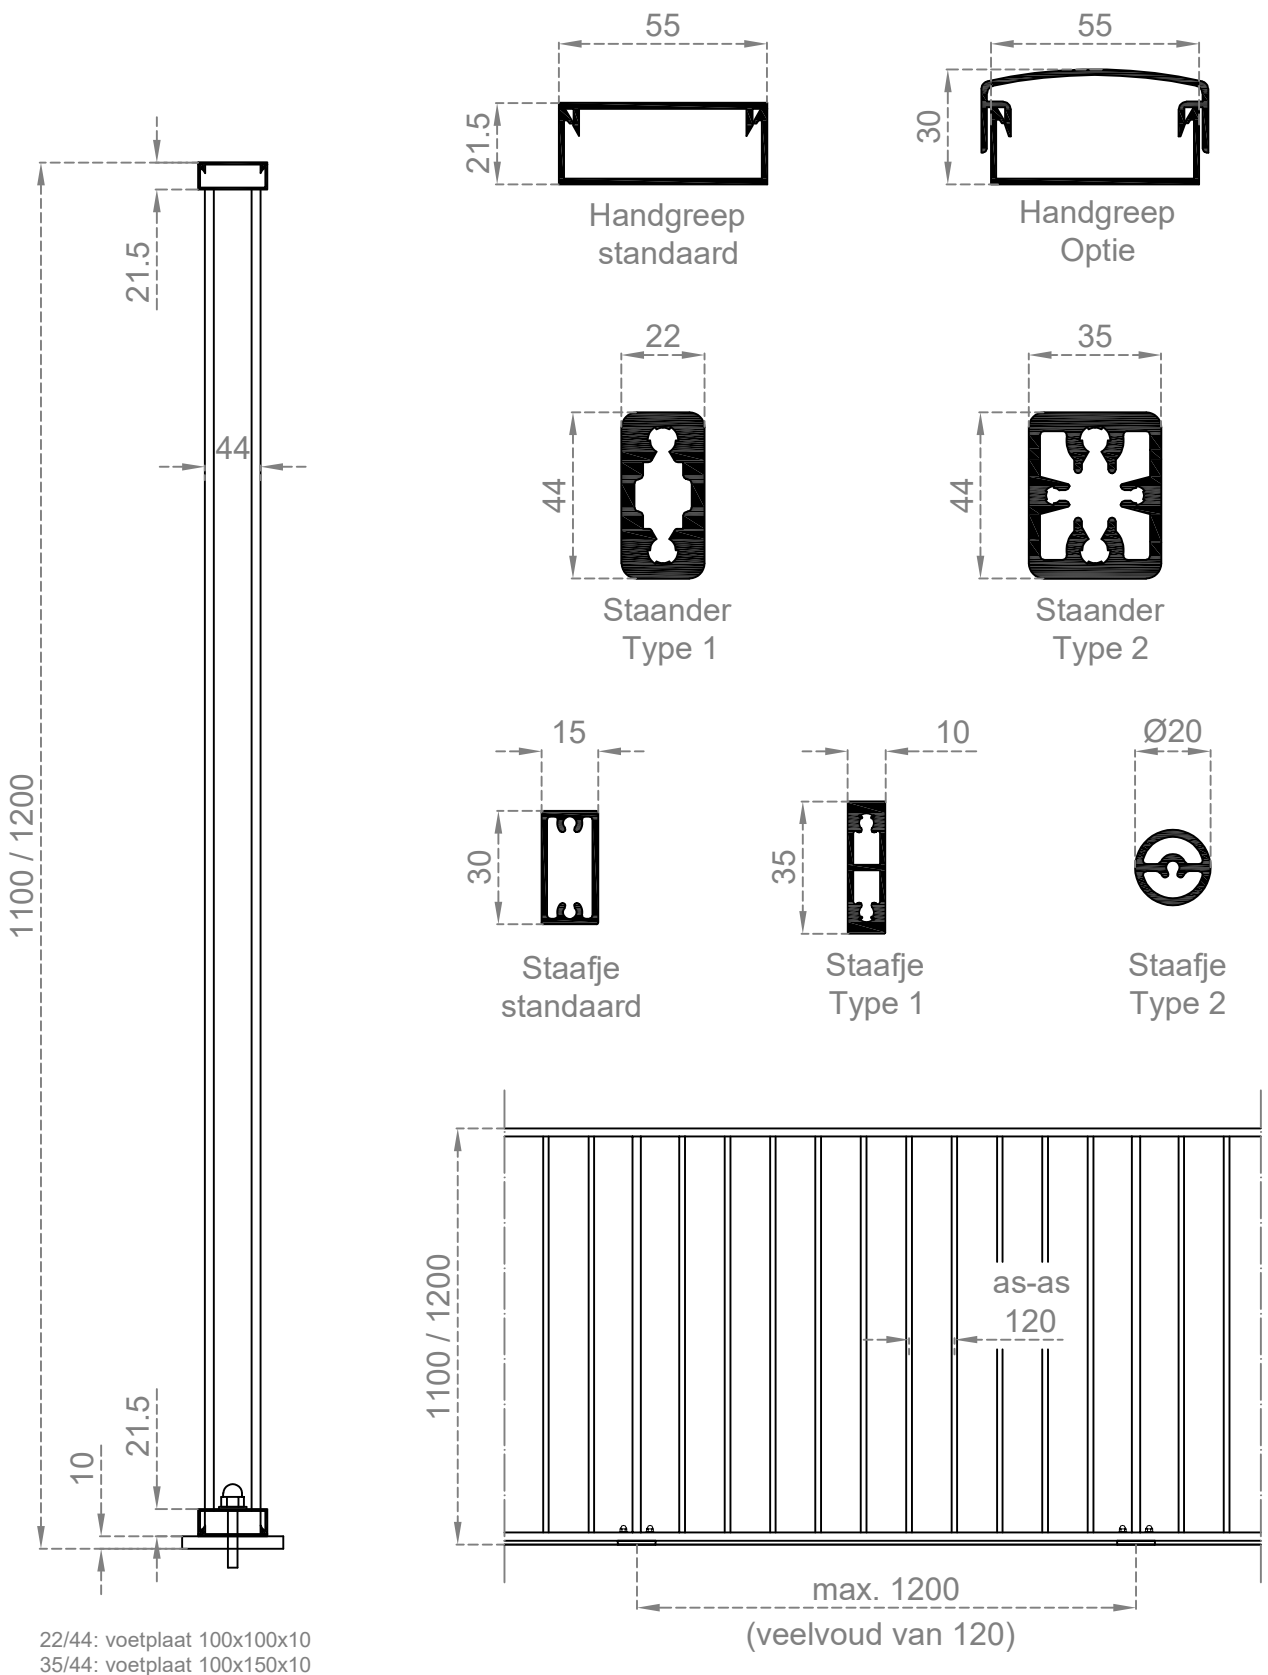 55
21.5
Handgreep
standaard
55
30
Handgreep
Optie
22
44
Staander
Type 1
35
44
Staander
Type 2
15
30
Staafje
standaard
10
35
Staafje
Type 1
Ø20
Staafje
Type 2
21.5
44
1100 / 1200
21.5
10
1100 / 1200
as-as
120
max. 1200
(veelvoud van 120)
22/44: voetplaat 100x100x10
35/44: voetplaat 100x150x10